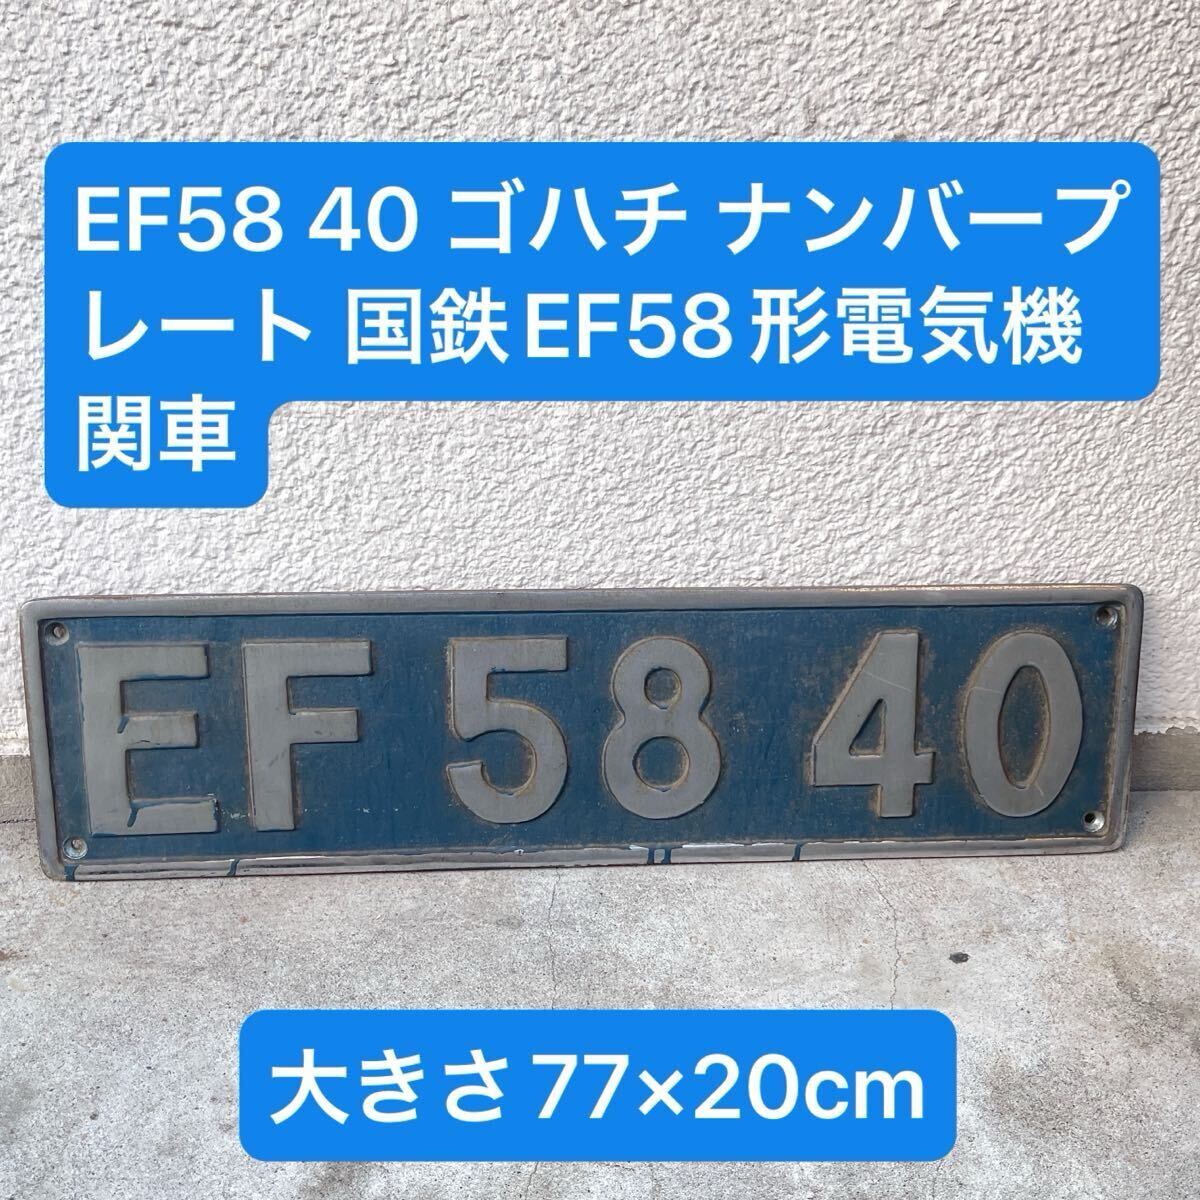 EF58 40 ゴハチ ナンバープ
レート 国鉄EF58形電気機
関車
EF 58 40
大きさ77×20cm